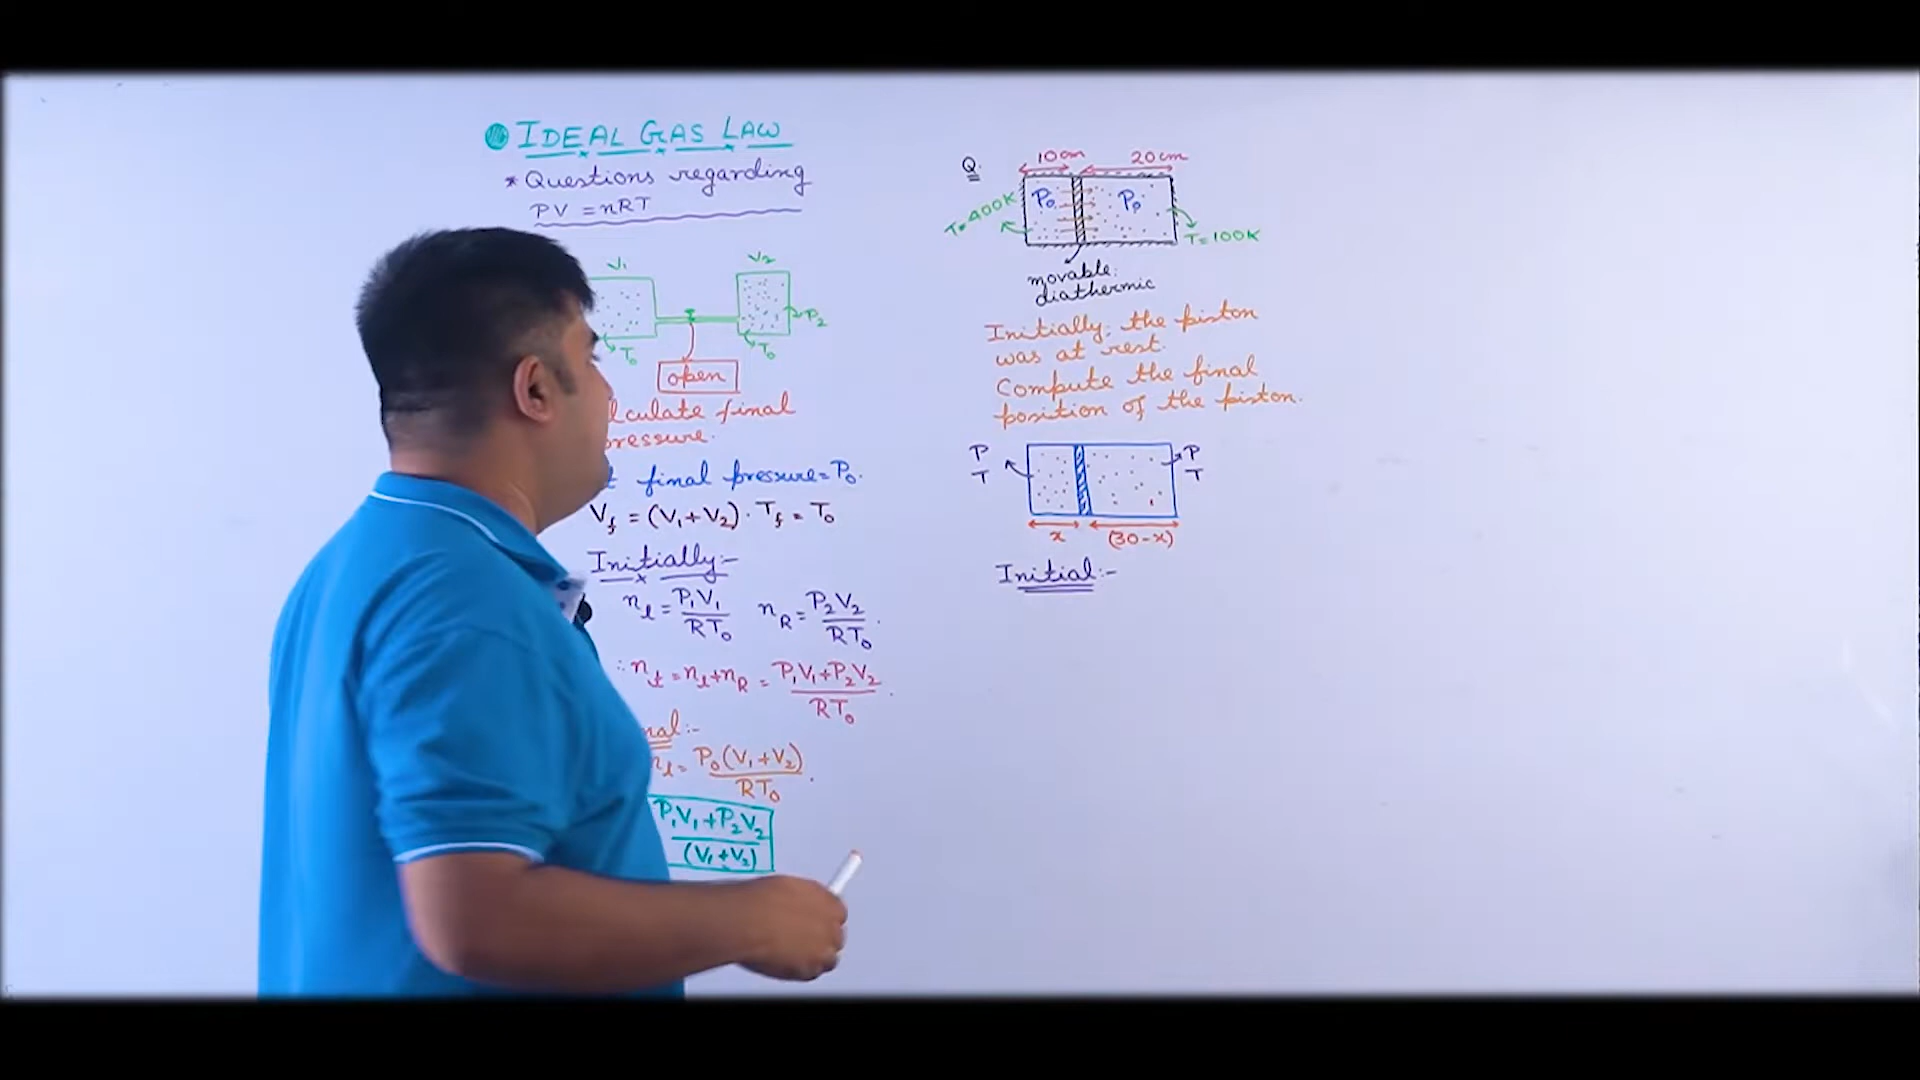 IDEAL GAS LAW
* Questions regarding
PV = nRT
V₁
V₂
P₂
T₀
T₀
open
lculate final
pressure.
final pressure = P₀.
V_f = (V₁+V₂). T_f = T₀
Initially:-
n_l = P₁V₁/RT₀ n_R = P₂V₂/RT₀.
∴ n_t = n_l+n_R = P₁V₁+P₂V₂/RT₀.
nal:-
P₀(V₁+V₂)/RT₀.
P₁V₁+P₂V₂/(V₁+V₂)
Q.
10cm
20cm
T=400K
P₀
P₀
T=100K
movable.
diathermic
Initially, the piston
was at rest.
Compute the final
position of the piston.
P
T
P
T
x
(30-x)
Initial:-